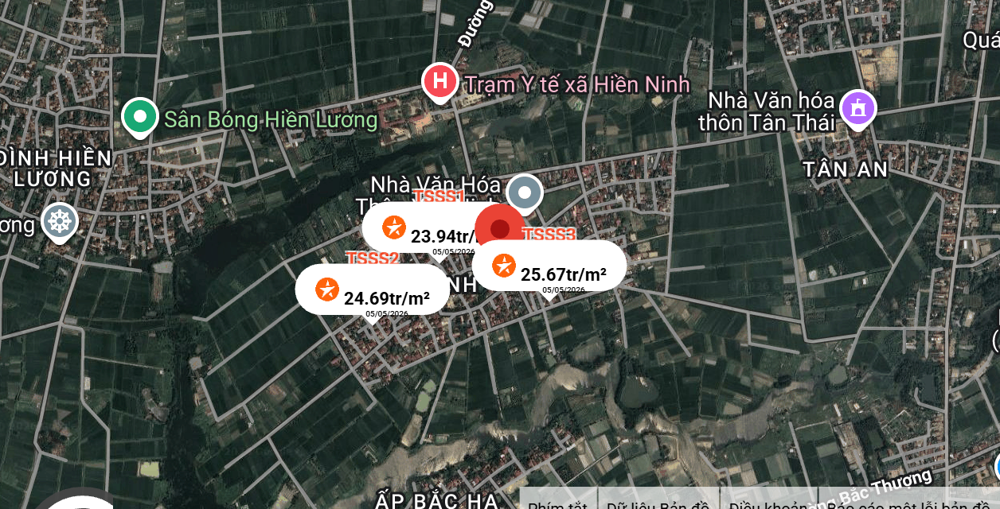 Đường
Quá
H
Trạm Y tế xã Hiền Ninh
Nhà Văn hóa
thôn Tân Thái
Sân Bóng Hiền Lương
ĐÌNH HIỀN
LƯƠNG
TÂN AN
Nhà Văn Hóa
TSSS1
ơng
23.94tr/
05/05/2026
TSSS3
25.67tr/m²
05/05/2026
TSSS2
24.69tr/m²
05/05/2026
NH
Bắc Thượng
ẤP BẮC HẠ
Phím tắt
Dữ liệu Bản đồ
Điều khoản
Báo cáo một lỗi bản đồ